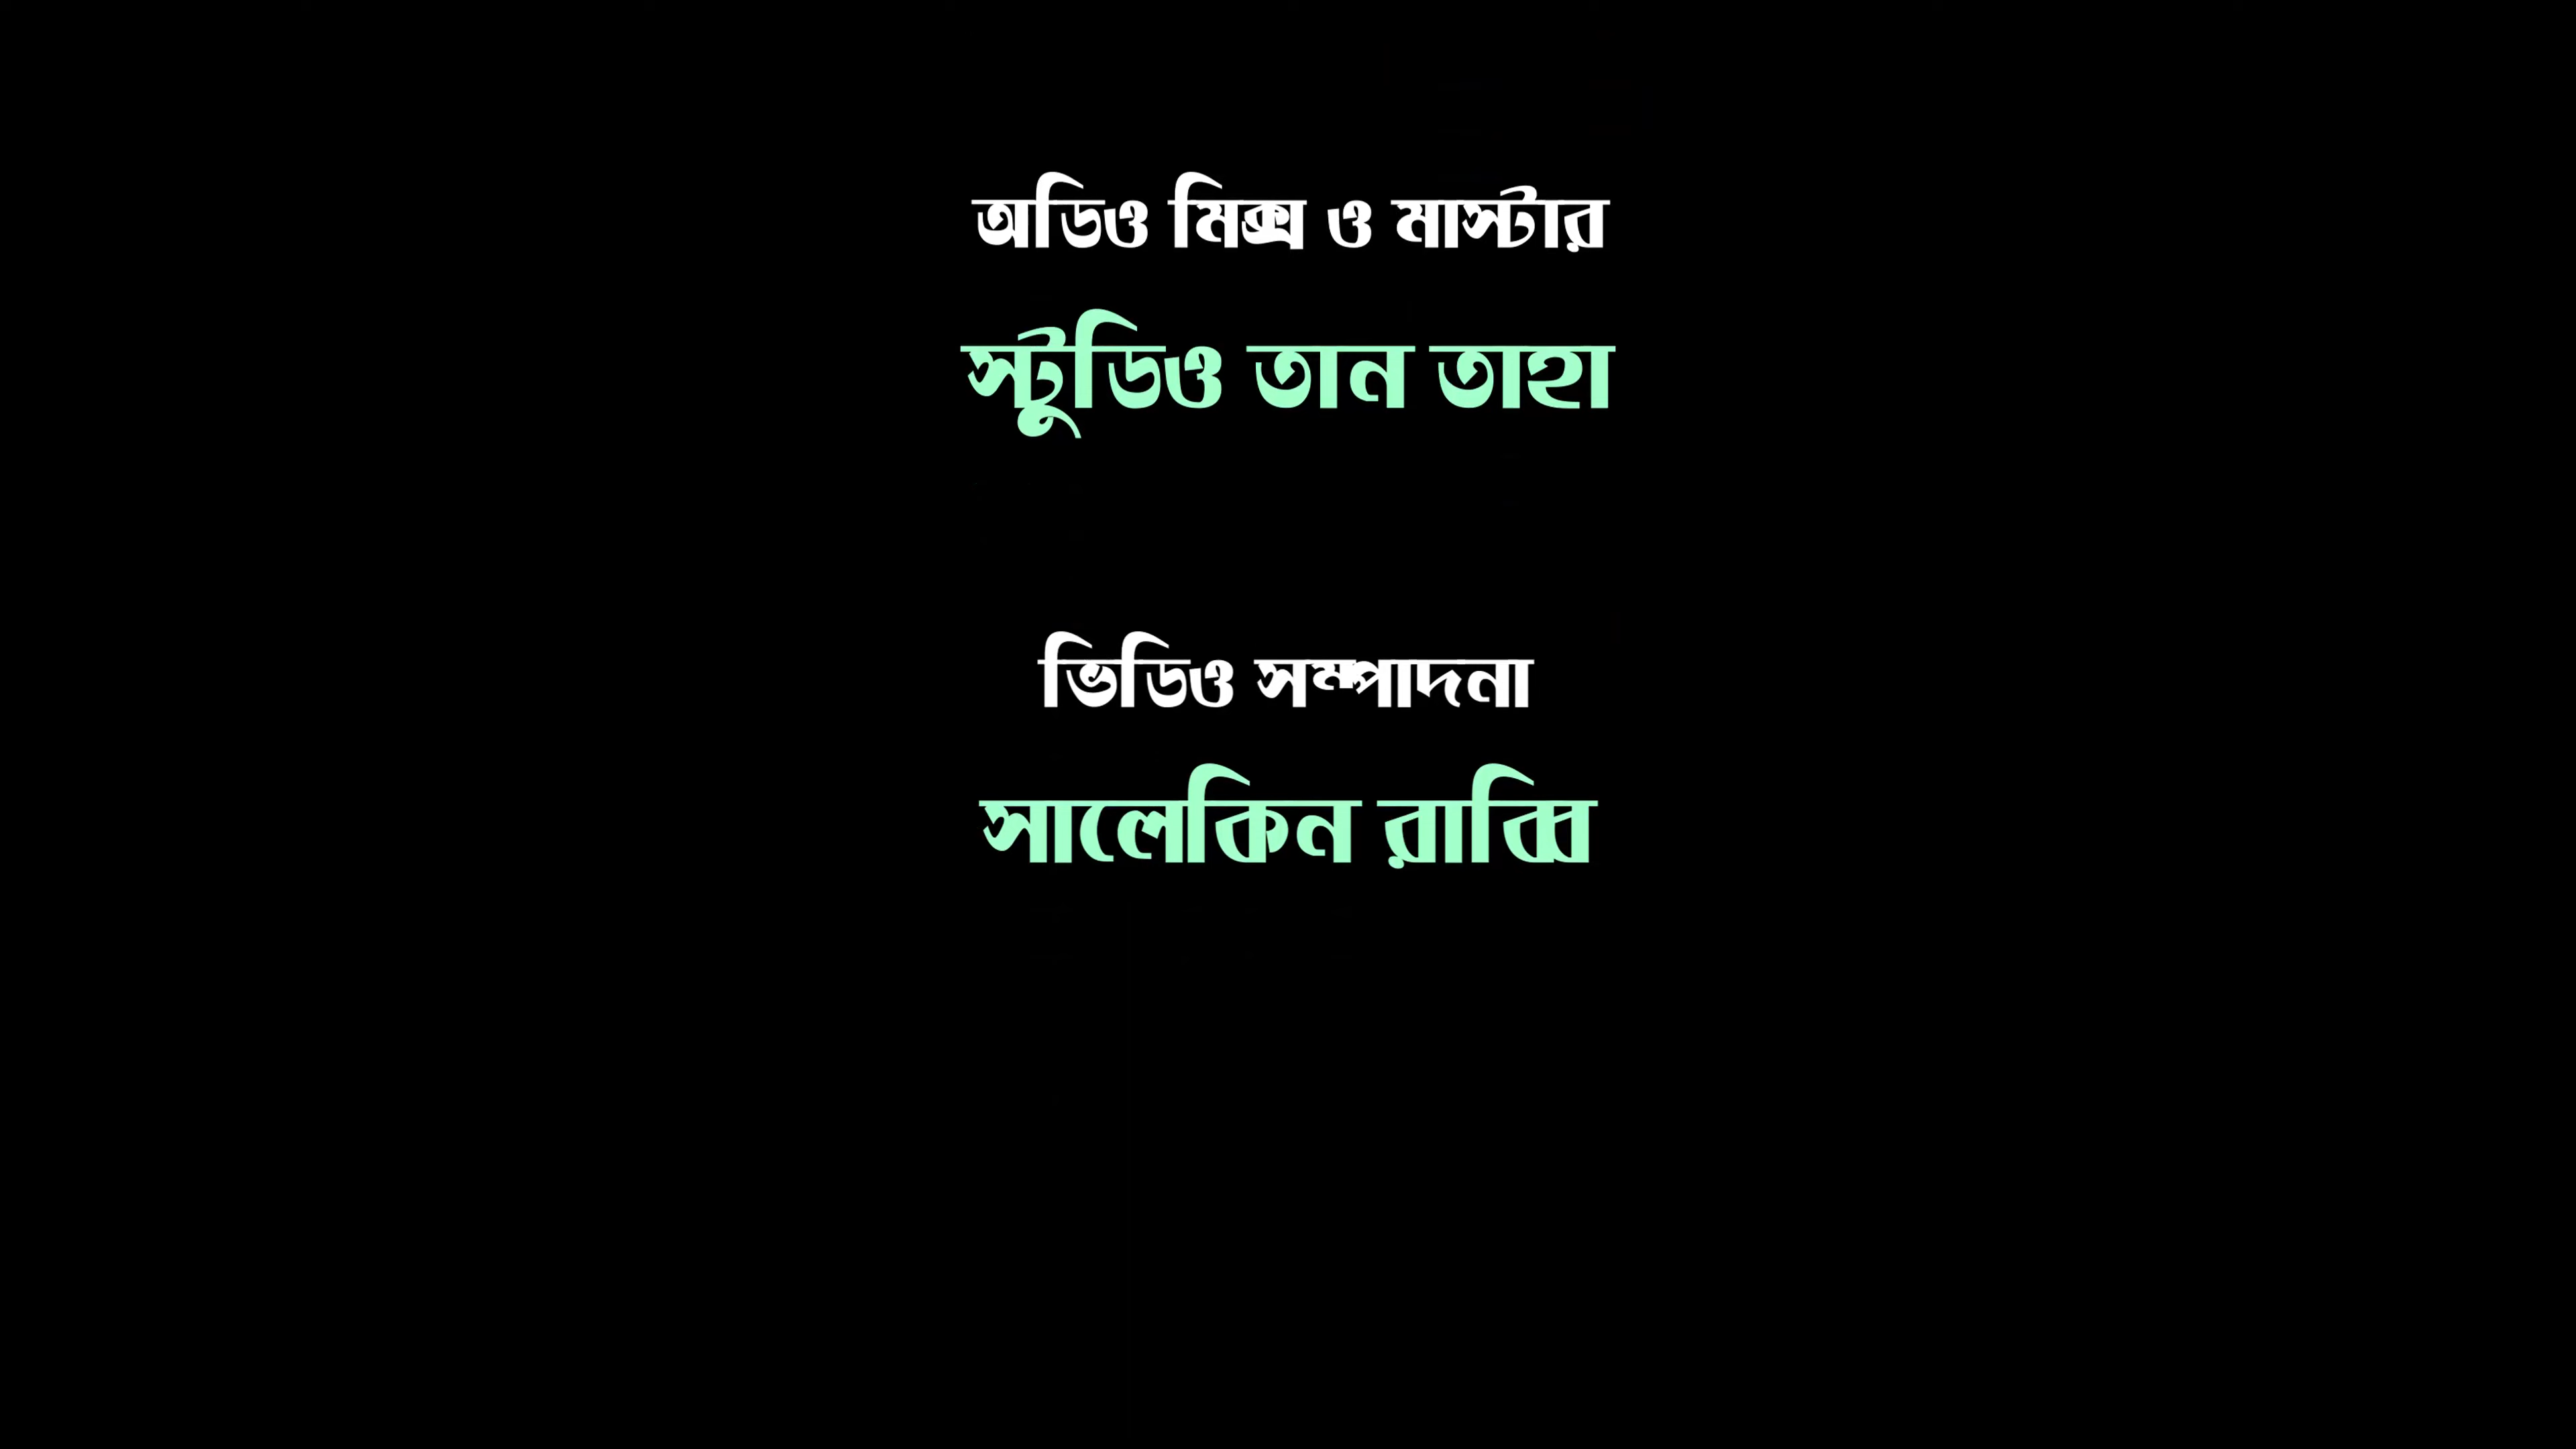 অডিও মিক্স ও মাস্টার
স্টুডিও তান তাহা
ভিডিও সম্পাদনা
সালেকিন রাব্বি